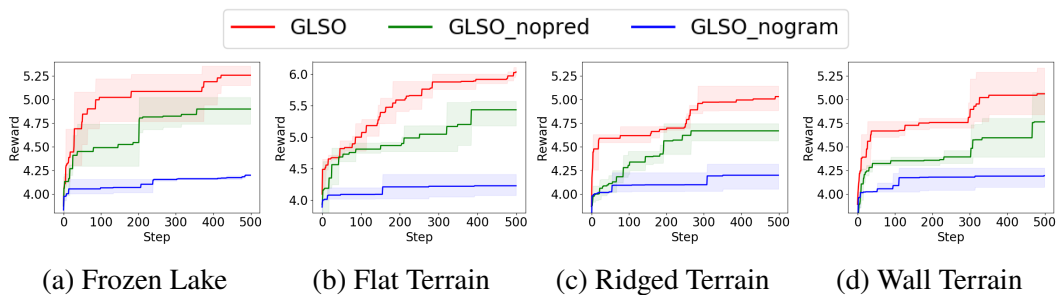 GLSO GLSO_nopred GLSO_nogram
5.25
5.00
4.75
4.50
4.25
4.00
Reward
0 100 200 300 400 500
Step
(a) Frozen Lake
6.0
5.5
5.0
4.5
4.0
Reward
0 100 200 300 400 500
Step
(b) Flat Terrain
5.25
5.00
4.75
4.50
4.25
4.00
Reward
0 100 200 300 400 500
Step
(c) Ridged Terrain
5.25
5.00
4.75
4.50
4.25
4.00
Reward
0 100 200 300 400 500
Step
(d) Wall Terrain